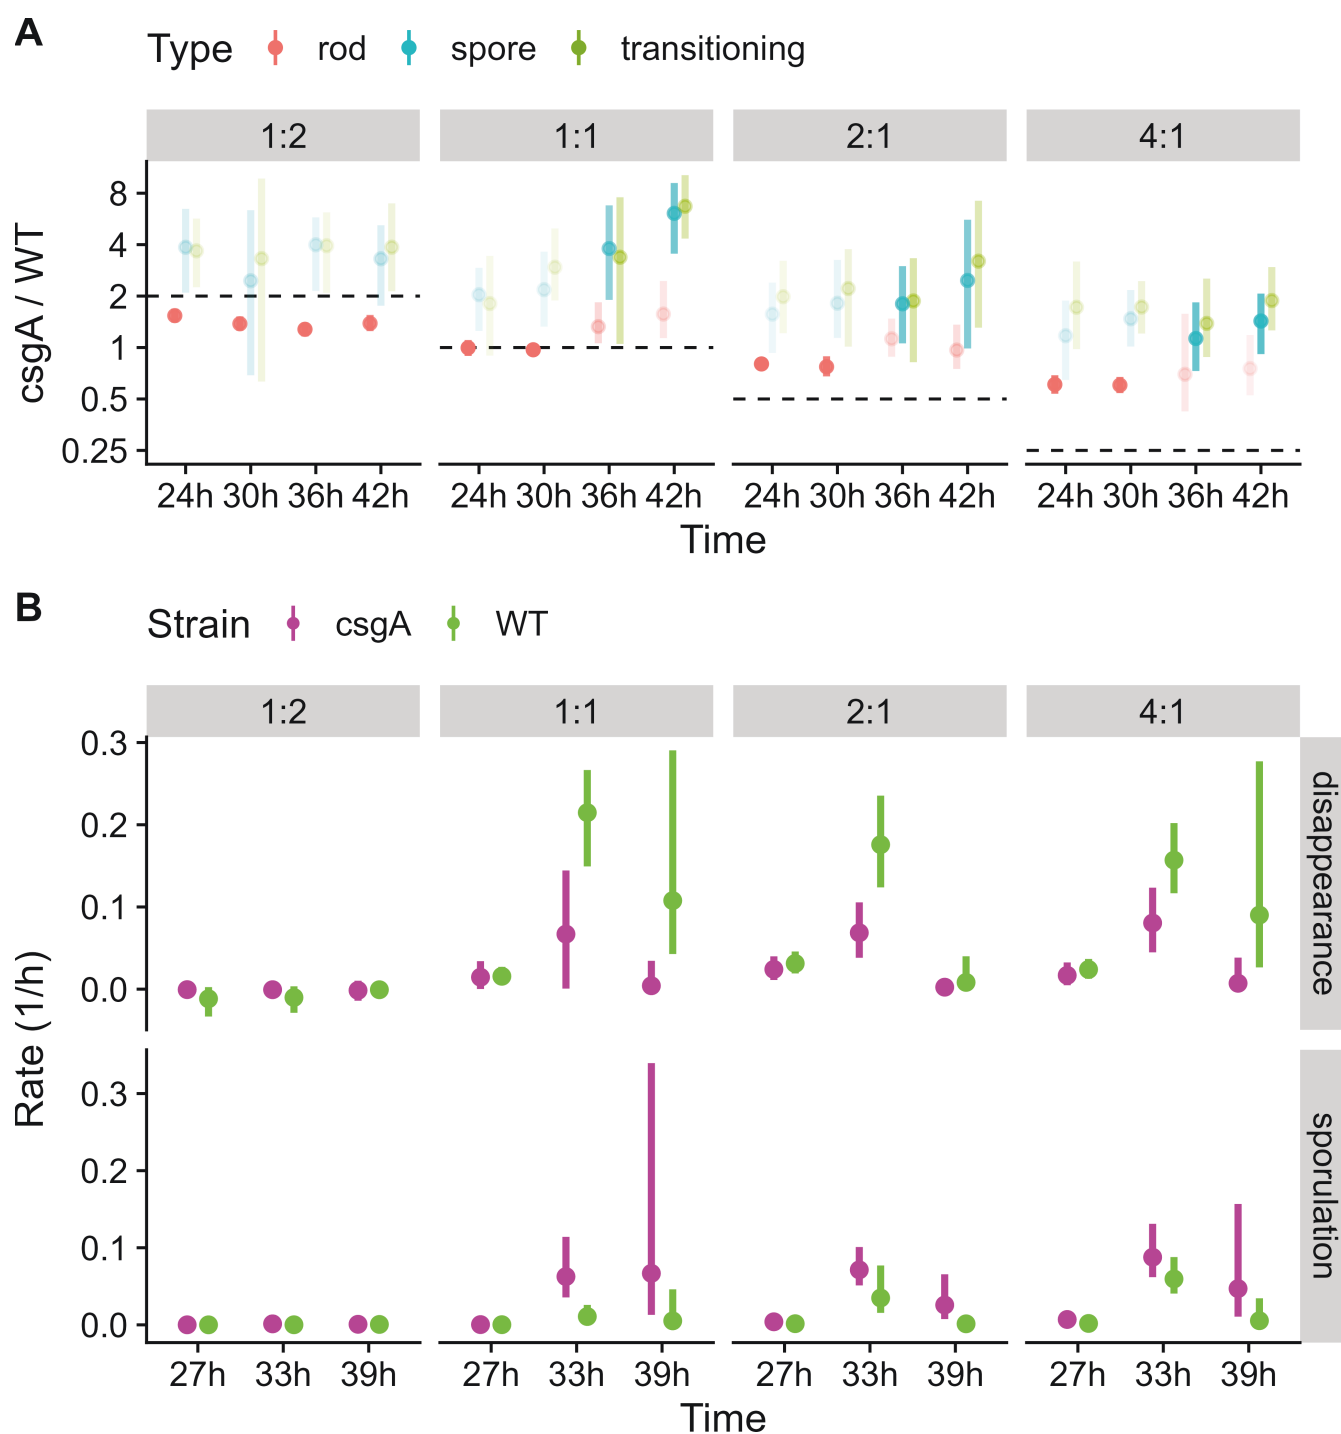 A
Type rod spore transitioning
1:2 1:1 2:1 4:1
csgA / WT
8
4
2
1
0.5
0.25
24h 30h 36h 42h 24h 30h 36h 42h 24h 30h 36h 42h 24h 30h 36h 42h
Time
B
Strain csgA WT
1:2 1:1 2:1 4:1
Rate (1/h)
0.3
0.2
0.1
0.0
disappearance
0.3
0.2
0.1
0.0
sporulation
27h 33h 39h 27h 33h 39h 27h 33h 39h 27h 33h 39h
Time